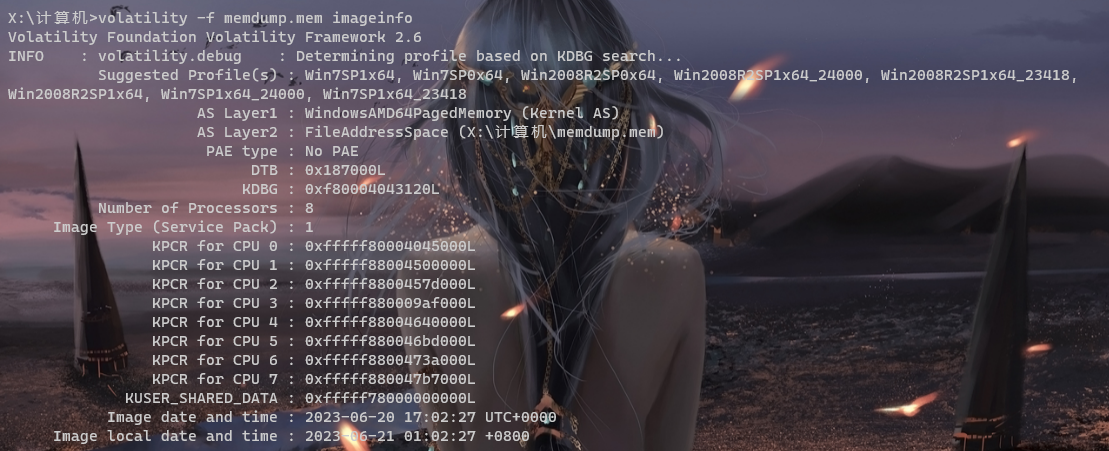 X:\计算机>volatility -f memdump.mem imageinfo
Volatility Foundation Volatility Framework 2.6
INFO    : volatility.debug    : Determining profile based on KDBG search...
          Suggested Profile(s) : Win7SP1x64, Win7SP0x64, Win2008R2SP0x64, Win2008R2SP1x64_24000, Win2008R2SP1x64_23418,
Win2008R2SP1x64, Win7SP1x64_24000, Win7SP1x64_23418
                     AS Layer1 : WindowsAMD64PagedMemory (Kernel AS)
                     AS Layer2 : FileAddressSpace (X:\计算机\memdump.mem)
                      PAE type : No PAE
                           DTB : 0x187000L
                          KDBG : 0xf80004043120L
          Number of Processors : 8
     Image Type (Service Pack) : 1
                KPCR for CPU 0 : 0xfffff80004045000L
                KPCR for CPU 1 : 0xfffff88004500000L
                KPCR for CPU 2 : 0xfffff8800457d000L
                KPCR for CPU 3 : 0xfffff880009af000L
                KPCR for CPU 4 : 0xfffff88004640000L
                KPCR for CPU 5 : 0xfffff880046bd000L
                KPCR for CPU 6 : 0xfffff8800473a000L
                KPCR for CPU 7 : 0xfffff880047b7000L
             KUSER_SHARED_DATA : 0xfffff78000000000L
           Image date and time : 2023-06-20 17:02:27 UTC+0000
     Image local date and time : 2023-06-21 01:02:27 +0800